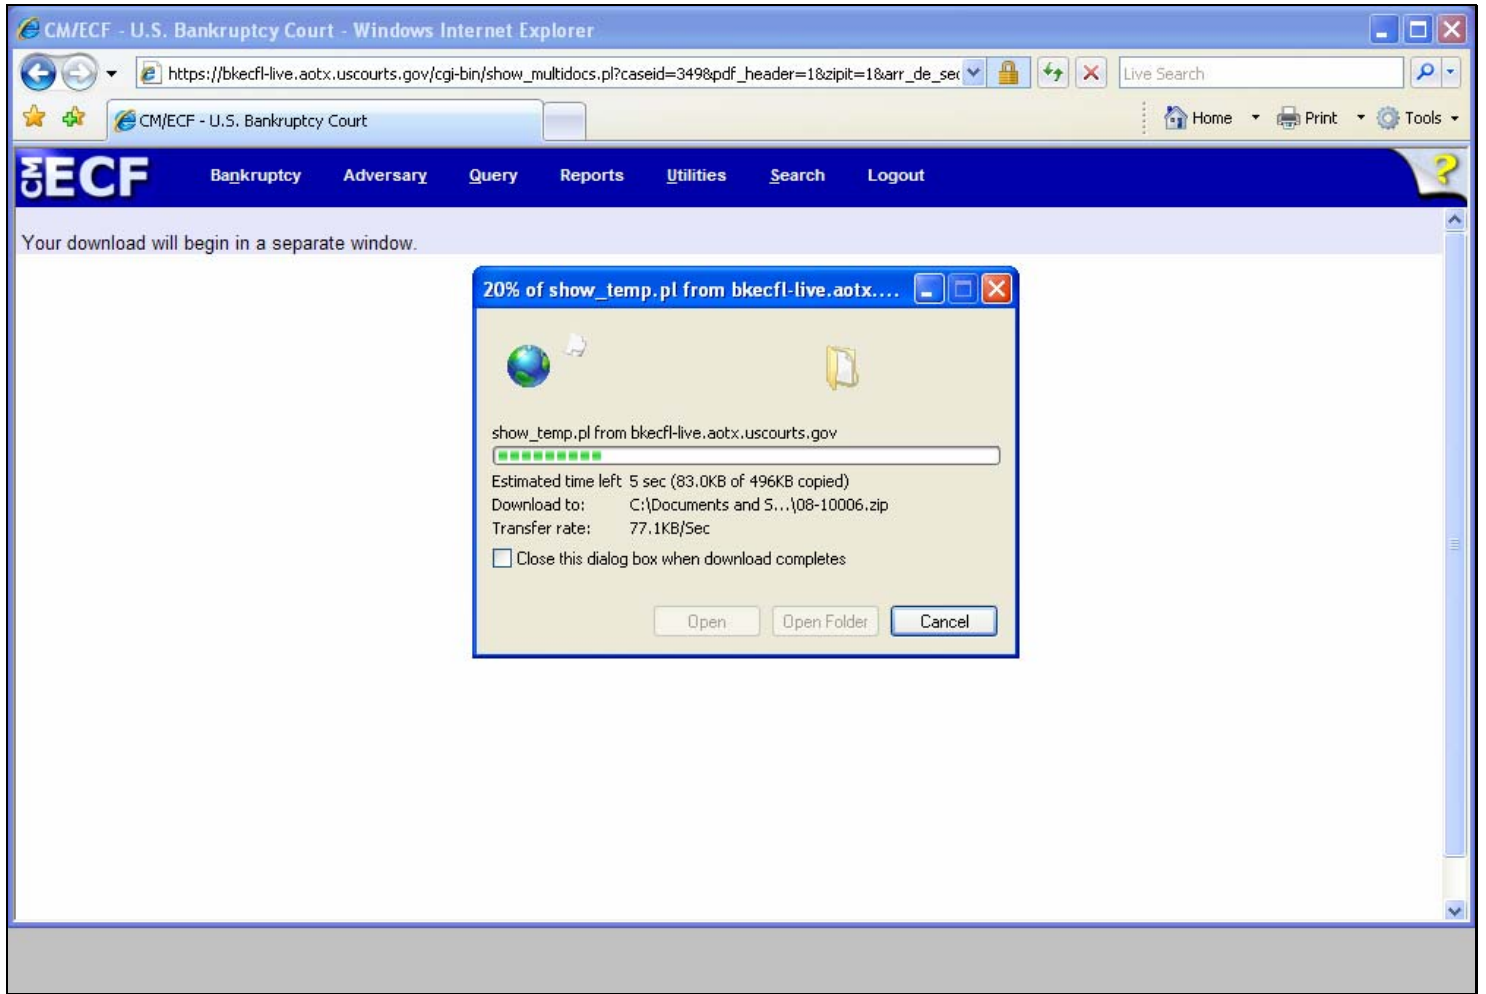 CM/ECF - U.S. Bankruptcy Court - Windows Internet Explorer
https://bkecfl-live.aotx.uscourts.gov/cgi-bin/show_multidocs.pl?caseid=349&pdf_header=1&zipit=1&arr_de_sec
Live Search
CM/ECF - U.S. Bankruptcy Court
Home Print Tools
CM ECF Bankruptcy Adversary Query Reports Utilities Search Logout ?
Your download will begin in a separate window.
20% of show_temp.pl from bkecfl-live.aotx....
show_temp.pl from bkecfl-live.aotx.uscourts.gov
Estimated time left 5 sec (83.0KB of 496KB copied)
Download to: C:\Documents and S...\08-10006.zip
Transfer rate: 77.1KB/Sec
Close this dialog box when download completes
Open Open Folder Cancel